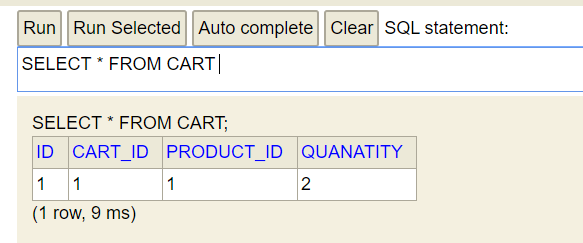 Run Run Selected Auto complete Clear SQL statement:
SELECT * FROM CART
SELECT * FROM CART;
ID CART_ID PRODUCT_ID QUANATITY
1 1 1 2
(1 row, 9 ms)